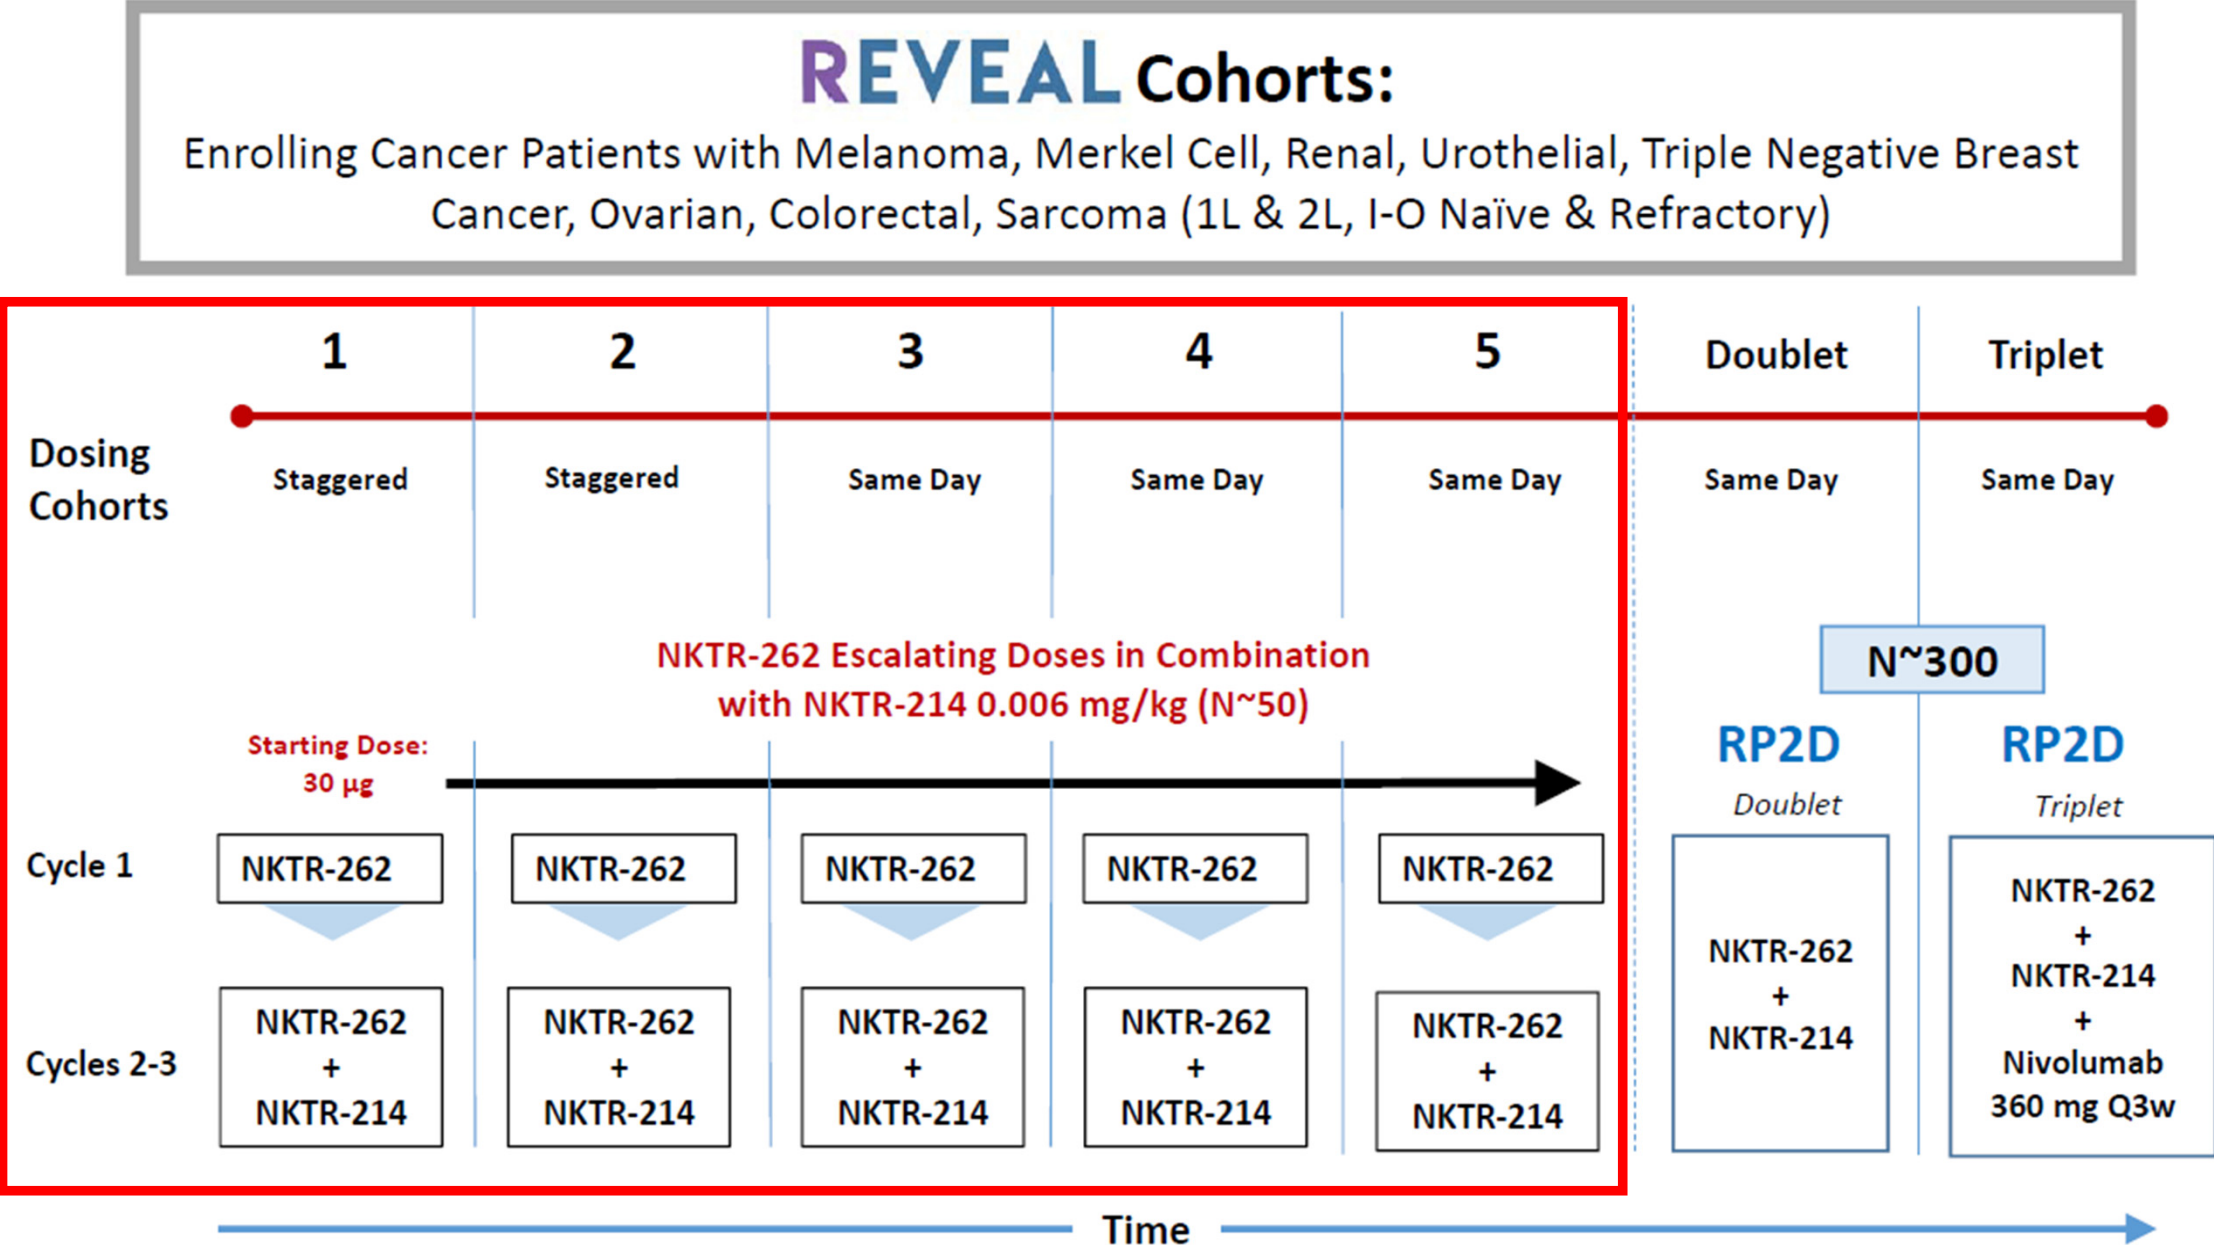 REVEAL Cohorts:
Enrolling Cancer Patients with Melanoma, Merkel Cell, Renal, Urothelial, Triple Negative Breast
Cancer, Ovarian, Colorectal, Sarcoma (1L & 2L, I-O Naïve & Refractory)
1 2 3 4 5 Doublet Triplet
Dosing
Cohorts
Staggered Staggered Same Day Same Day Same Day Same Day Same Day
NKTR-262 Escalating Doses in Combination
with NKTR-214 0.006 mg/kg (N~50)
N~300
Starting Dose:
30 µg
RP2D RP2D
Doublet Triplet
Cycle 1
NKTR-262 NKTR-262 NKTR-262 NKTR-262 NKTR-262
Cycles 2-3
NKTR-262
+
NKTR-214
NKTR-262
+
NKTR-214
NKTR-262
+
NKTR-214
NKTR-262
+
NKTR-214
NKTR-262
+
NKTR-214
NKTR-262
+
NKTR-214
NKTR-262
+
NKTR-214
+
Nivolumab
360 mg Q3w
Time